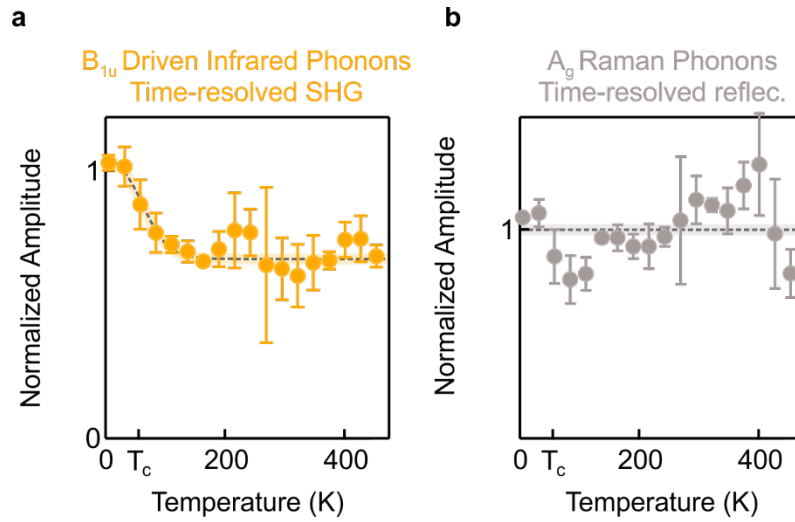 a
B1u Driven Infrared Phonons
Time-resolved SHG
Normalized Amplitude
1
0
0 Tc 200 400
Temperature (K)
b
Ag Raman Phonons
Time-resolved reflec.
Normalized Amplitude
1
0 Tc 200 400
Temperature (K)